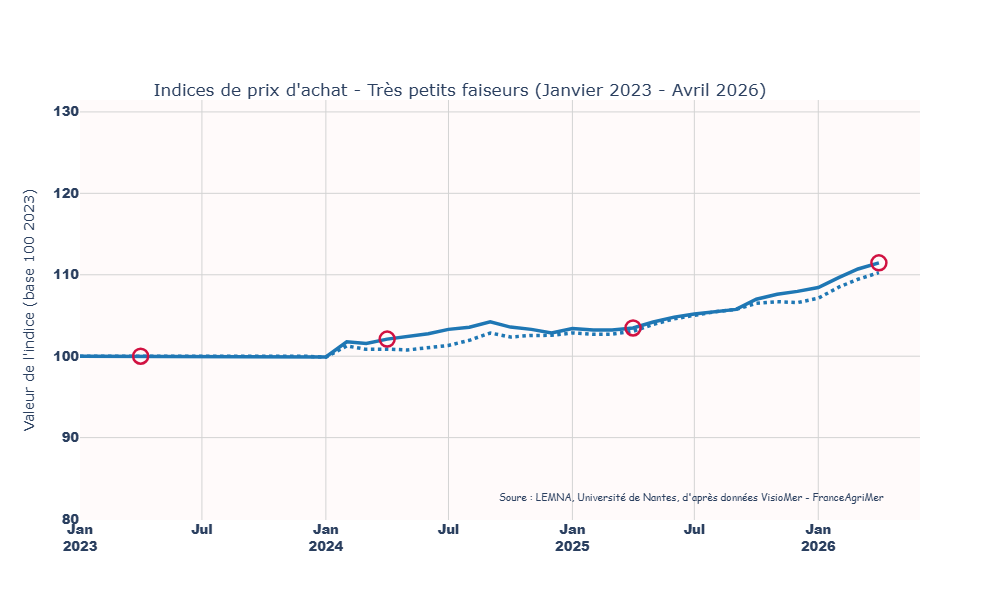 Indices de prix d'achat - Très petits faiseurs (Janvier 2023 - Avril 2026)
Valeur de l'indice (base 100 2023)
130
120
110
100
90
80
Soure : LEMNA, Université de Nantes, d'après données VisioMer - FranceAgriMer
Jan
2023
Jul
Jan
2024
Jul
Jan
2025
Jul
Jan
2026